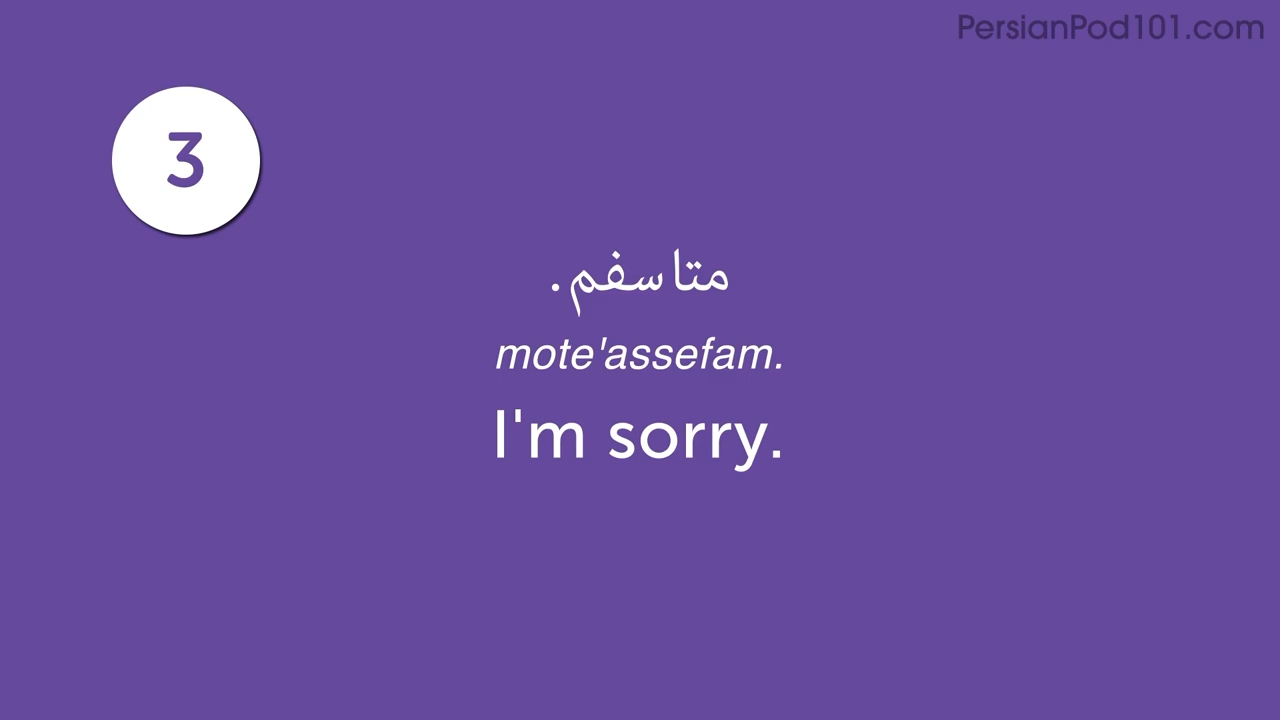 PersianPod101.com
3
متاسفم.
mote'assefam.
I'm sorry.